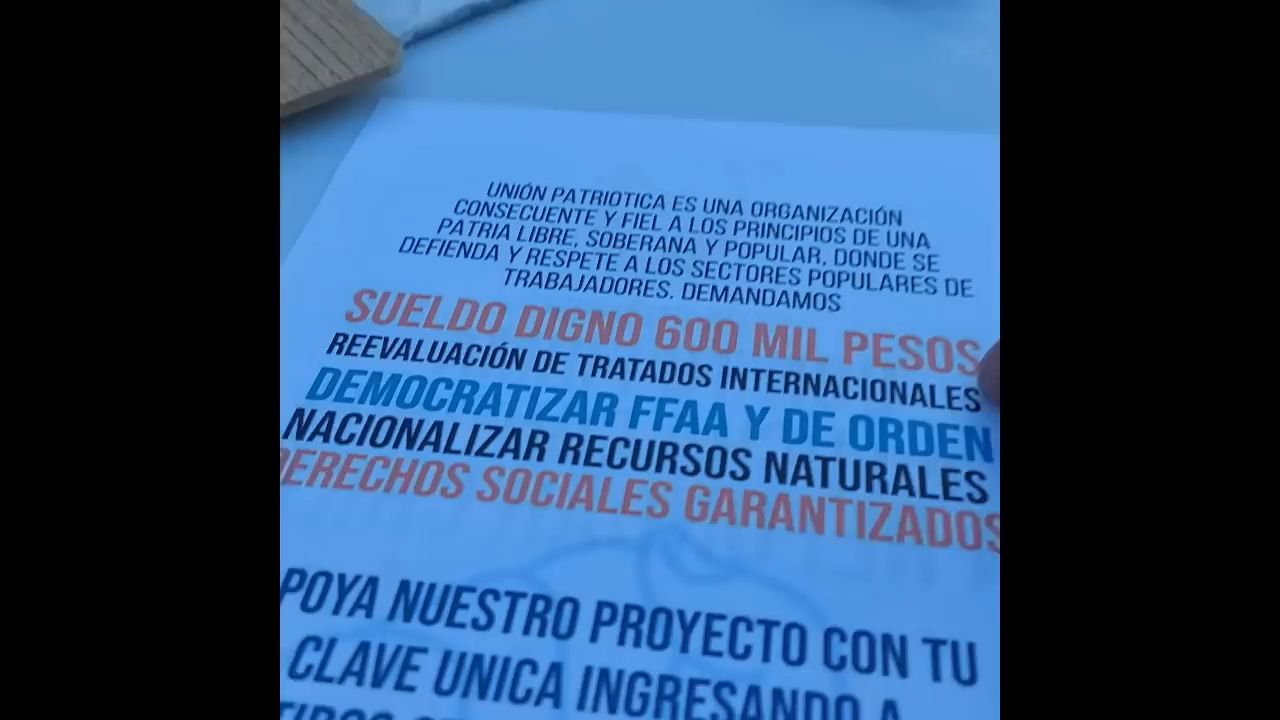 UNIÓN PATRIOTICA ES UNA ORGANIZACIÓN
CONSECUENTE Y FIEL A LOS PRINCIPIOS DE UNA
PATRIA LIBRE, SOBERANA Y POPULAR, DONDE SE
DEFIENDA Y RESPETE A LOS SECTORES POPULARES DE
TRABAJADORES. DEMANDAMOS
SUELDO DIGNO 600 MIL PESOS
REEVALUACIÓN DE TRATADOS INTERNACIONALES
DEMOCRATIZAR FFAA Y DE ORDEN
NACIONALIZAR RECURSOS NATURALES
DERECHOS SOCIALES GARANTIZADOS
POYA NUESTRO PROYECTO CON TU
CLAVE UNICA INGRESANDO A